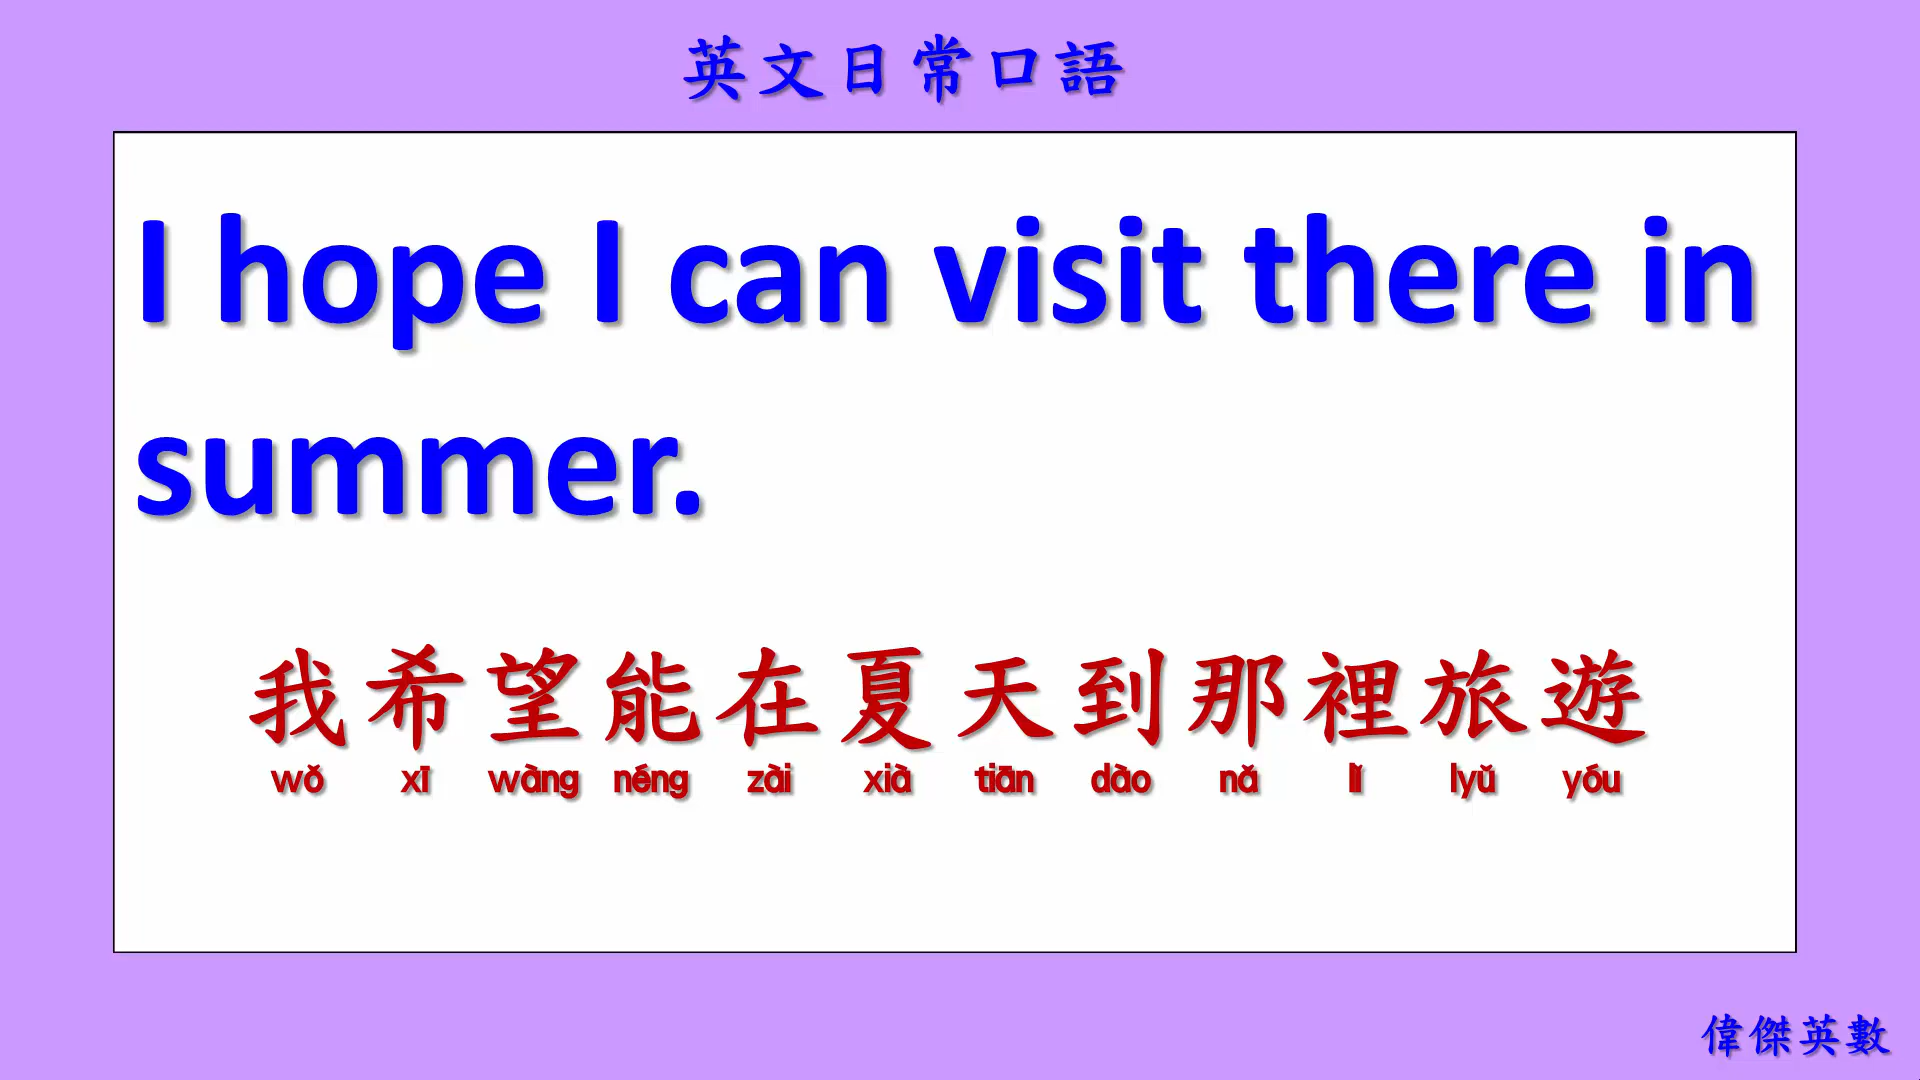 英文日常口語
I hope I can visit there in
summer.
我希望能在夏天到那裡旅遊
wǒ xī wàng néng zài xià tiān dào nǎ lǐ lyǔ yóu
偉傑英數